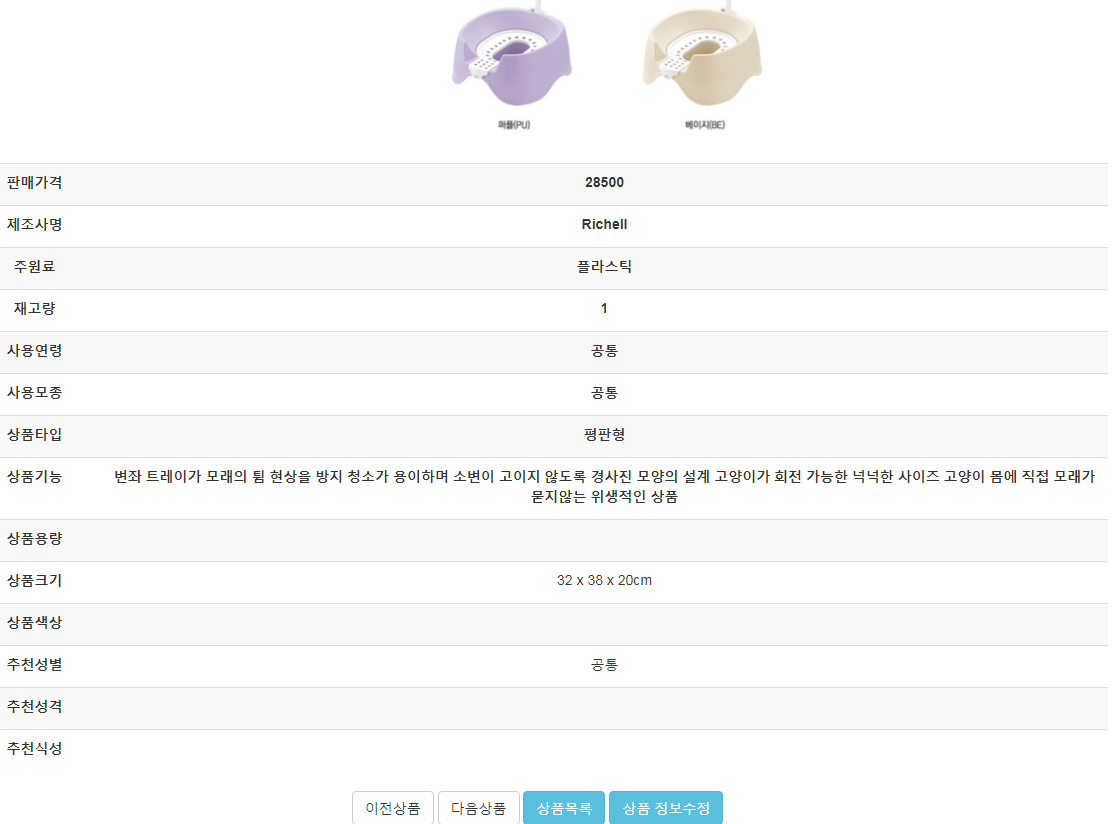 퍼플(PU) 베이지(BE)
판매가격 28500
제조사명 Richell
주원료 플라스틱
재고량 1
사용연령 공통
사용모종 공통
상품타입 평판형
상품기능 변좌 트레이가 모래의 튐 현상을 방지 청소가 용이하며 소변이 고이지 않도록 경사진 모양의 설계 고양이가 회전 가능한 넉넉한 사이즈 고양이 몸에 직접 모래가
묻지않는 위생적인 상품
상품용량
상품크기 32 x 38 x 20cm
상품색상
추천성별 공통
추천성격
추천식성
이전상품 다음상품 상품목록 상품 정보수정